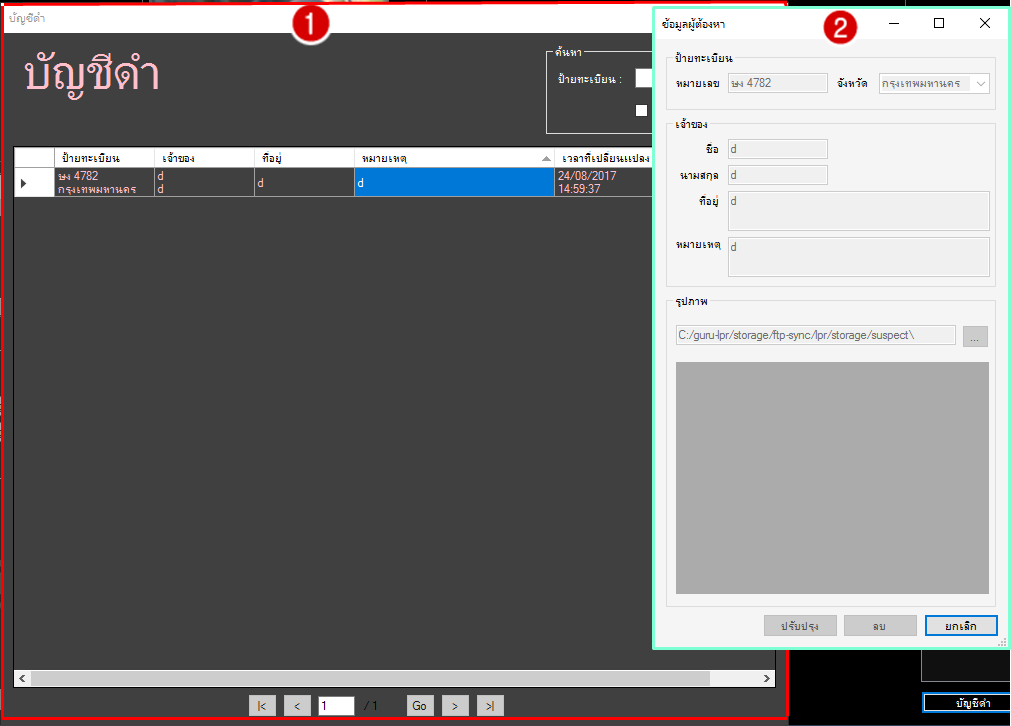 บัญชีดำ
1
บัญชีดำ
ค้นหา
ป้ายทะเบียน :
ป้ายทะเบียน
เจ้าของ
ที่อยู่
หมายเหตุ
เวลาที่เปลี่ยนแปลง
ษง 4782
กรุงเทพมหานคร
d
d
d
d
24/08/2017
14:59:37
|<
<
1
/ 1
Go
>
>|
ข้อมูลผู้ต้องหา
2
ป้ายทะเบียน
หมายเลข
ษง 4782
จังหวัด
กรุงเทพมหานคร
เจ้าของ
ชื่อ
d
นามสกุล
d
ที่อยู่
d
หมายเหตุ
d
รูปภาพ
C:/guru-lpr/storage/ftp-sync/lpr/storage/suspect\
...
ปรับปรุง
ลบ
ยกเลิก
บัญชีดำ